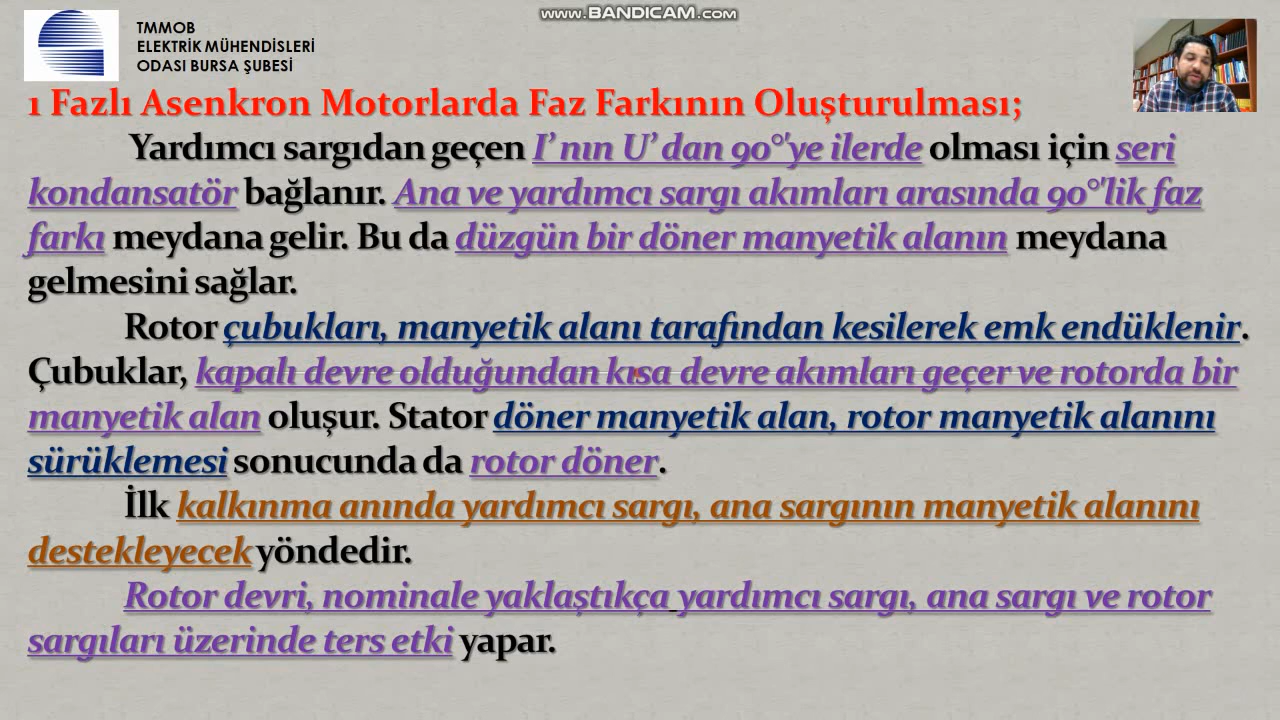 www.BANDICAM.com
TMMOB
ELEKTRİK MÜHENDİSLERİ
ODASI BURSA ŞUBESİ
1 Fazlı Asenkron Motorlarda Faz Farkının Oluşturulması;
Yardımcı sargıdan geçen I’ nın U’ dan 90°'ye ilerde olması için seri
kondansatör bağlanır. Ana ve yardımcı sargı akımları arasında 90°'lik faz
farkı meydana gelir. Bu da düzgün bir döner manyetik alanın meydana
gelmesini sağlar.
Rotor çubukları, manyetik alanı tarafından kesilerek emk endüklenir.
Çubuklar, kapalı devre olduğundan kısa devre akımları geçer ve rotorda bir
manyetik alan oluşur. Stator döner manyetik alan, rotor manyetik alanını
sürüklemesi sonucunda da rotor döner.
İlk kalkınma anında yardımcı sargı, ana sargının manyetik alanını
destekleyecek yöndedir.
Rotor devri, nominale yaklaştıkça yardımcı sargı, ana sargı ve rotor
sargıları üzerinde ters etki yapar.